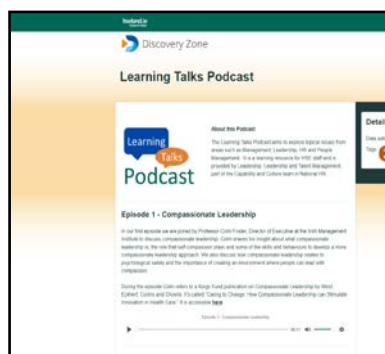 hseland.ie
Discovery Zone
Learning Talks Podcast
Learning
Talks
Podcast
About this Podcast
The Learning Talks Podcast aims to explore topical issues from
areas such as Management, Leadership, HR and People
Management. It is a learning resource for HSE staff and is
provided by Leadership, Leadership and Talent Management,
part of the Capability and Culture team in National HR.
Detail
Date add
Tags
Episode 1 - Compassionate Leadership
In our first episode we are joined by Professor Colm Foster, Director of Executive at the Irish Management
Institute to discuss compassionate leadership. Colm shares his insight about what compassionate
leadership is, the role that self-compassion plays and some of the skills and behaviours to develop a more
compassionate leadership approach. We also discuss how compassionate leadership relates to
psychological safety and the importance of creating an environment where people can lead with
compassion.
During the episode Colm refers to a Kings Fund publication on Compassionate Leadership by West,
Eckhert, Collins and Chowla. It's called 'Caring to Change: How Compassionate Leadership can Stimulate
Innovation in Health Care.' It is accessible here
Episode 1 - Compassionate Leadership